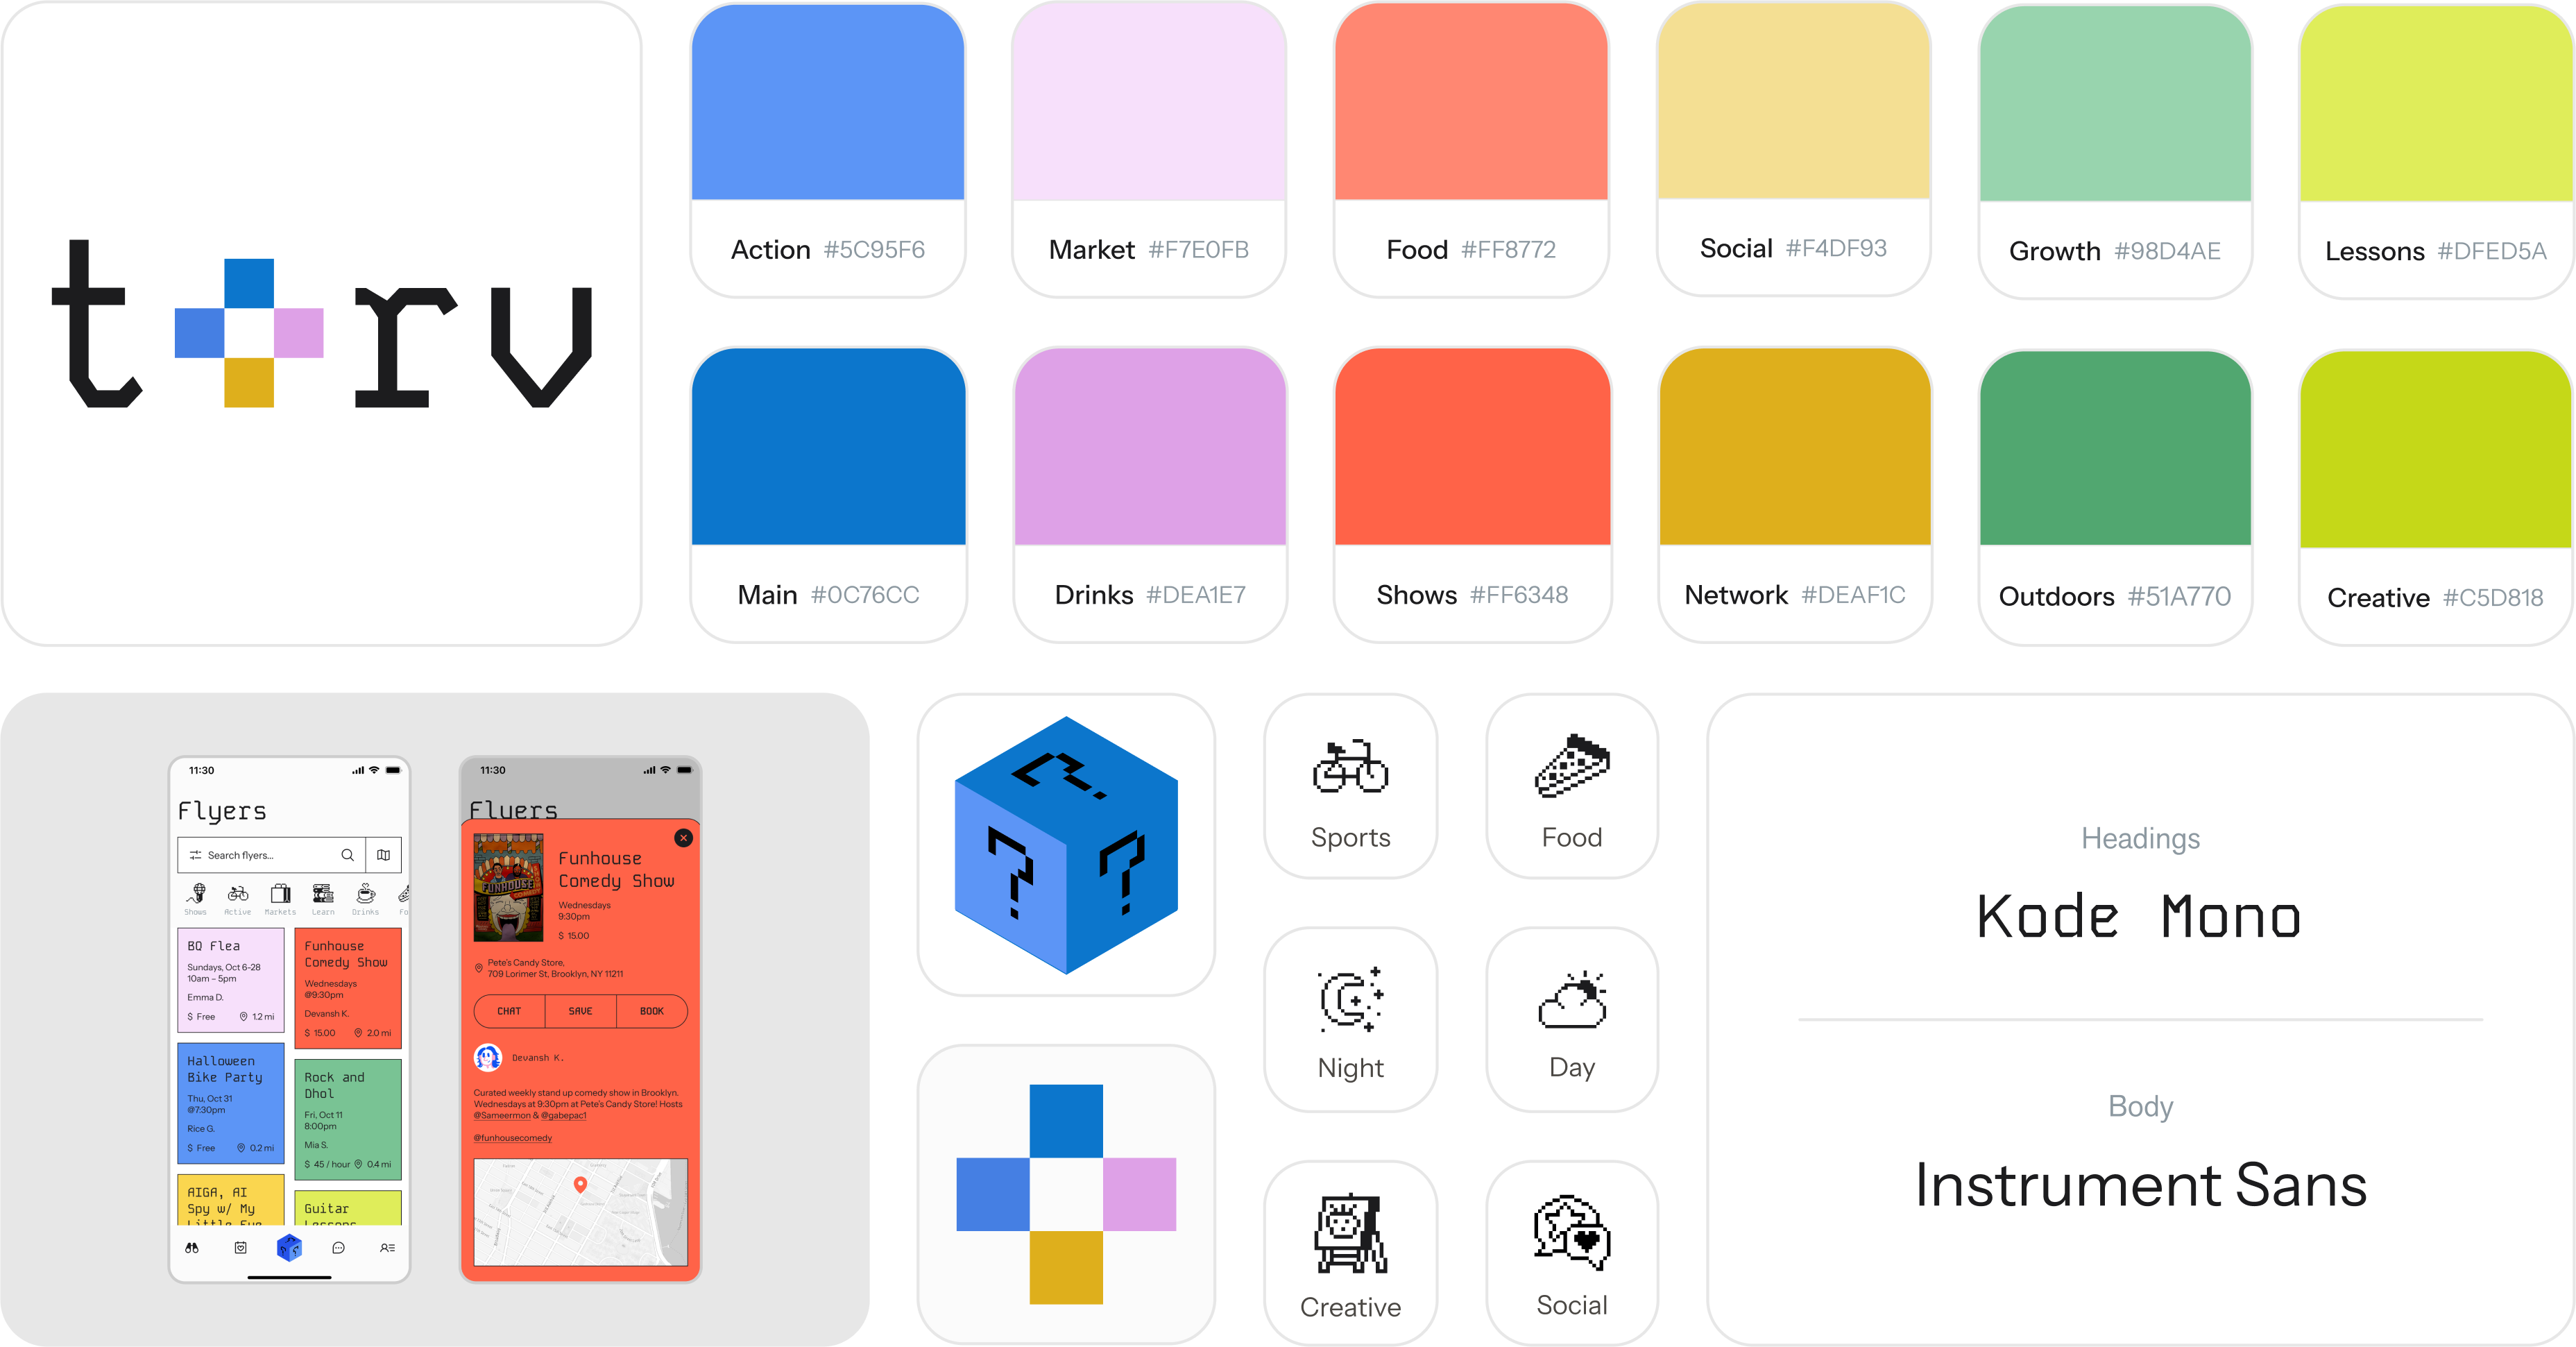 torv
Action #5C95F6
Market #F7E0FB
Food #FF8772
Social #F4DF93
Growth #98D4AE
Lessons #DFED5A
Main #0C76CC
Drinks #DEA1E7
Shows #FF6348
Network #DEAF1C
Outdoors #51A770
Creative #C5D818
11:30
Flyers
Search flyers...
Shows Active Markets Learn Drinks Fo
BQ Flea
Sundays, Oct 6-28
10am – 5pm
Emma D.
$ Free 1.2 mi
Funhouse
Comedy Show
Wednesdays
@9:30pm
Devansh K.
$ 15.00 2.0 mi
Halloween
Bike Party
Thu, Oct 31
@7:30pm
Rice G.
$ Free 0.2 mi
Rock and
Dhol
Fri, Oct 11
8:00pm
Mia S.
$ 45 / hour 0.4 mi
AIGA, AI
Spy w/ My
Little Eye
Guitar
Lessons
11:30
Flyers
FUNHOUSE
COMEDY
Funhouse
Comedy Show
Wednesdays
9:30pm
$ 15.00
Pete's Candy Store,
709 Lorimer St, Brooklyn, NY 11211
CHAT SAVE BOOK
Devansh K.
Curated weekly stand up comedy show in Brooklyn.
Wednesdays at 9:30pm at Pete's Candy Store! Hosts
@Sameermon & @gabepac1
@funhousecomedy
?
? ?
Sports
Food
Night
Day
Creative
Social
Headings
Kode Mono
Body
Instrument Sans